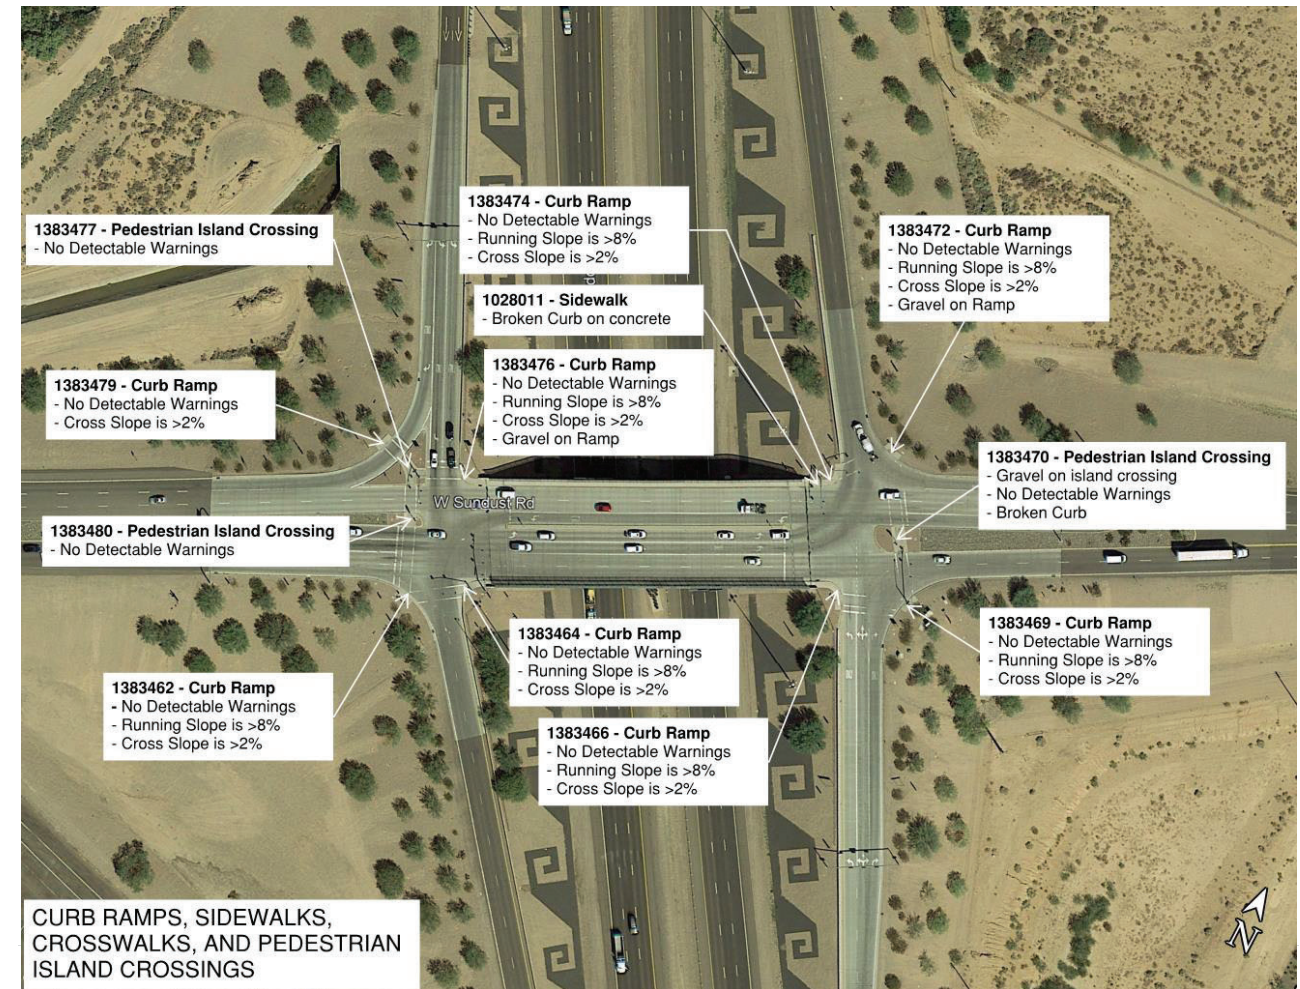 1383477 - Pedestrian Island Crossing
- No Detectable Warnings
1383474 - Curb Ramp
- No Detectable Warnings
- Running Slope is >8%
- Cross Slope is >2%
1383472 - Curb Ramp
- No Detectable Warnings
- Running Slope is >8%
- Cross Slope is >2%
- Gravel on Ramp
1028011 - Sidewalk
- Broken Curb on concrete
1383476 - Curb Ramp
- No Detectable Warnings
- Running Slope is >8%
- Cross Slope is >2%
- Gravel on Ramp
1383479 - Curb Ramp
- No Detectable Warnings
- Cross Slope is >2%
1383470 - Pedestrian Island Crossing
- Gravel on island crossing
- No Detectable Warnings
- Broken Curb
W Sundust Rd
1383480 - Pedestrian Island Crossing
- No Detectable Warnings
1383469 - Curb Ramp
- No Detectable Warnings
- Running Slope is >8%
- Cross Slope is >2%
1383464 - Curb Ramp
- No Detectable Warnings
- Running Slope is >8%
- Cross Slope is >2%
1383462 - Curb Ramp
- No Detectable Warnings
- Running Slope is >8%
- Cross Slope is >2%
1383466 - Curb Ramp
- No Detectable Warnings
- Running Slope is >8%
- Cross Slope is >2%
CURB RAMPS, SIDEWALKS,
CROSSWALKS, AND PEDESTRIAN
ISLAND CROSSINGS
N